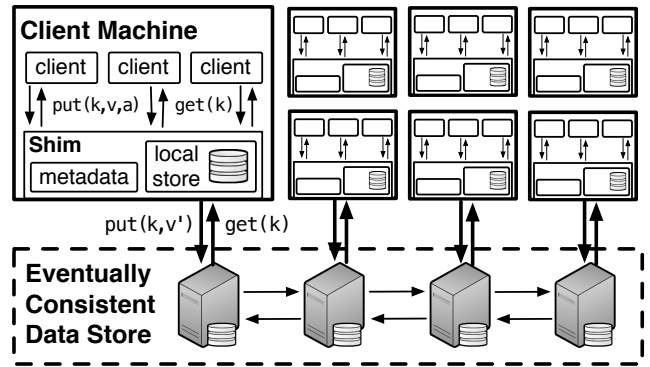 Client Machine
client client client
put(k,v,a) get(k)
Shim
metadata
local
store
put(k,v') get(k)
Eventually
Consistent
Data Store